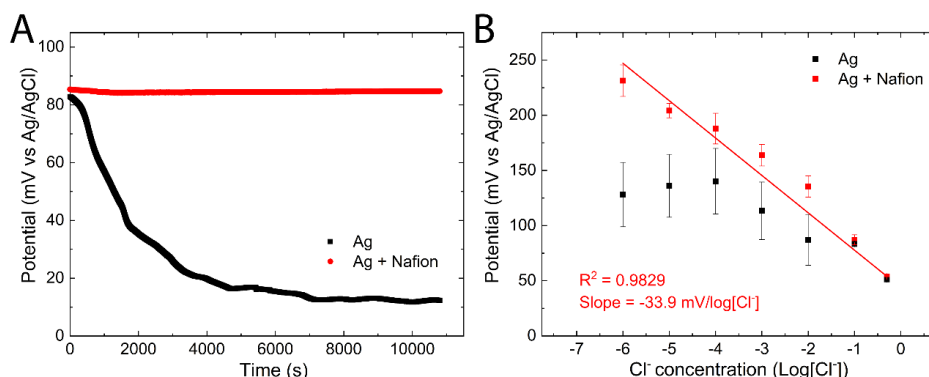 A
Potential (mV vs Ag/AgCl)
100
80
60
40
20
0
Ag
Ag + Nafion
0 2000 4000 6000 8000 10000
Time (s)
B
Potential (mV vs Ag/AgCl)
250
200
150
100
50
0
Ag
Ag + Nafion
R² = 0.9829
Slope = -33.9 mV/log[Cl⁻]
-7 -6 -5 -4 -3 -2 -1 0
Cl⁻ concentration (Log[Cl⁻])